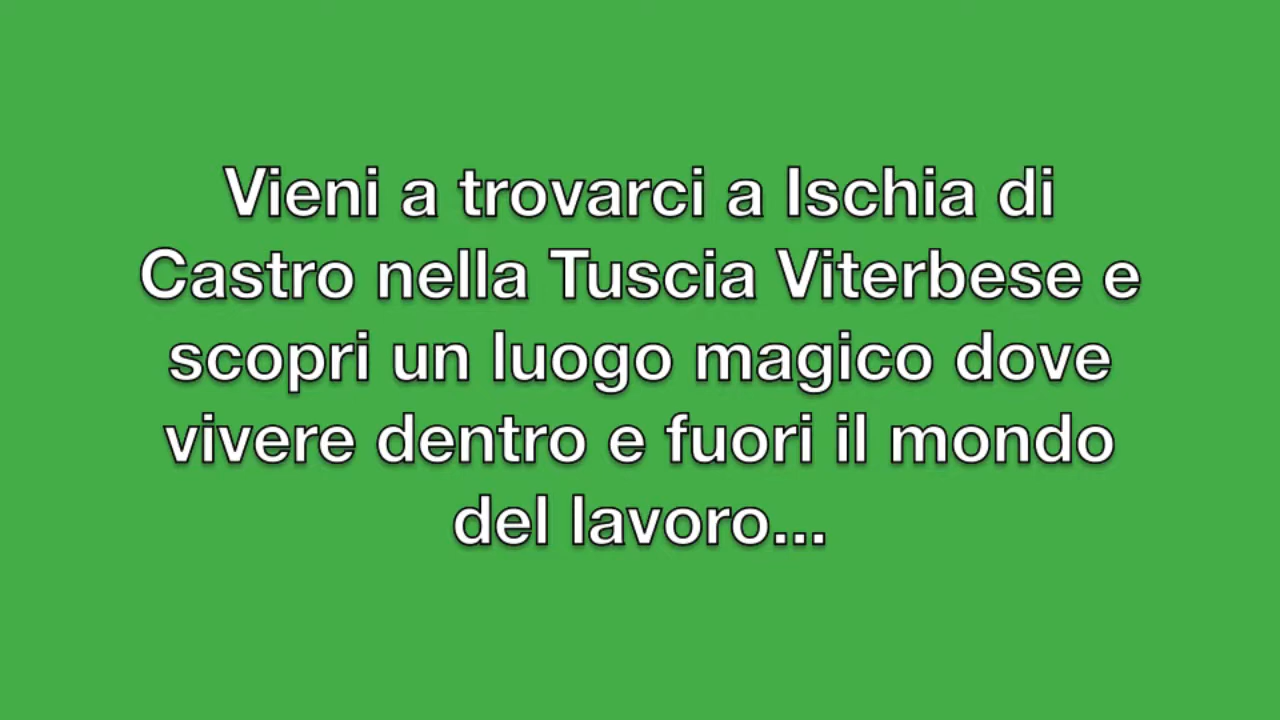 Vieni a trovarci a Ischia di
Castro nella Tuscia Viterbese e
scopri un luogo magico dove
vivere dentro e fuori il mondo
del lavoro...